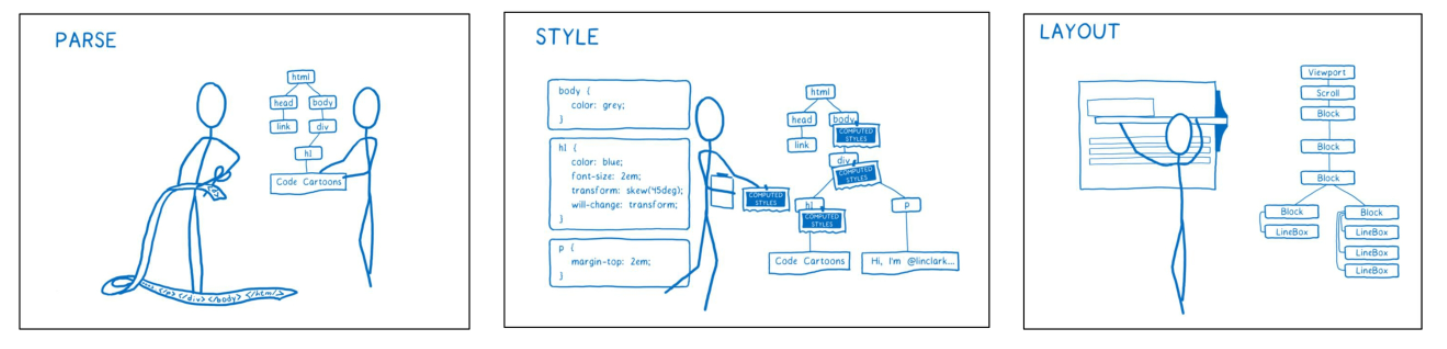 PARSE
html
head body
link div
h1
Code Cartoons
</p></div></body></html>
STYLE
body {
color: grey;
}
h1 {
color: blue;
font-size: 2em;
transform: skew(45deg);
will-change: transform;
}
p {
margin-top: 2em;
}
COMPUTED
STYLES
html
head body
COMPUTED
STYLES
link
div
COMPUTED
STYLES
h1 p
COMPUTED
STYLES
Code Cartoons Hi, I'm @linclark...
LAYOUT
Viewport
Scroll
Block
Block
Block
Block Block
LineBox LineBox
LineBox
LineBox